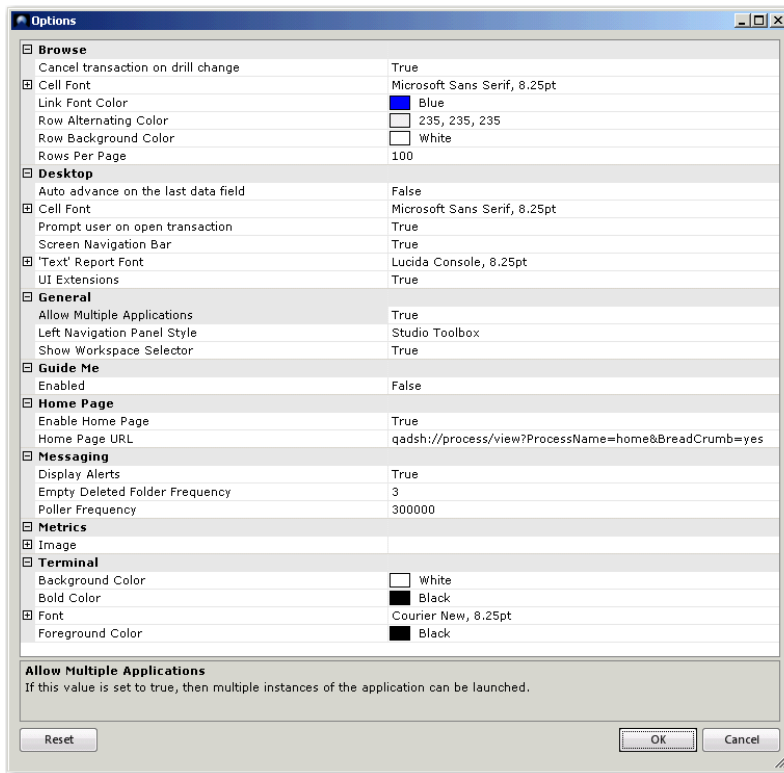 Options
Browse
Cancel transaction on drill change True
Cell Font Microsoft Sans Serif, 8.25pt
Link Font Color Blue
Row Alternating Color 235, 235, 235
Row Background Color White
Rows Per Page 100
Desktop
Auto advance on the last data field False
Cell Font Microsoft Sans Serif, 8.25pt
Prompt user on open transaction True
Screen Navigation Bar True
'Text' Report Font Lucida Console, 8.25pt
UI Extensions True
General
Allow Multiple Applications True
Left Navigation Panel Style Studio Toolbox
Show Workspace Selector True
Guide Me
Enabled False
Home Page
Enable Home Page True
Home Page URL qadsh://process/view?ProcessName=home&BreadCrumb=yes
Messaging
Display Alerts True
Empty Deleted Folder Frequency 3
Poller Frequency 300000
Metrics
Image
Terminal
Background Color White
Bold Color Black
Font Courier New, 8.25pt
Foreground Color Black
Allow Multiple Applications
If this value is set to true, then multiple instances of the application can be launched.
Reset OK Cancel